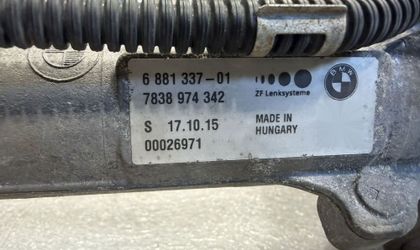 6 881 337-01
7838 974 342
ZF Lenksysteme
BMW
S 17.10.15
00026971
MADE IN
HUNGARY